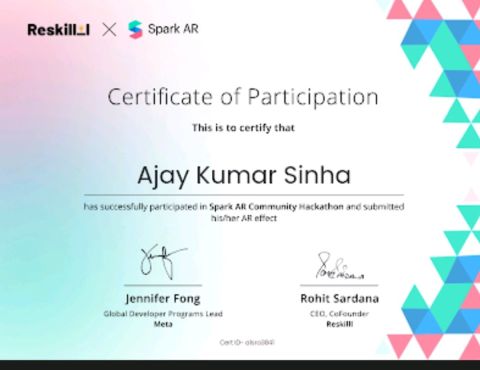 Reskilll Spark AR
Certificate of Participation
This is to certify that
Ajay Kumar Sinha
has successfully participated in Spark AR Community Hackathon and submitted
his/her AR effect
Jennifer Fong Rohit Sardana
Global Developer Programs Lead CEO, CoFounder
Meta Reskilll
Cert ID-